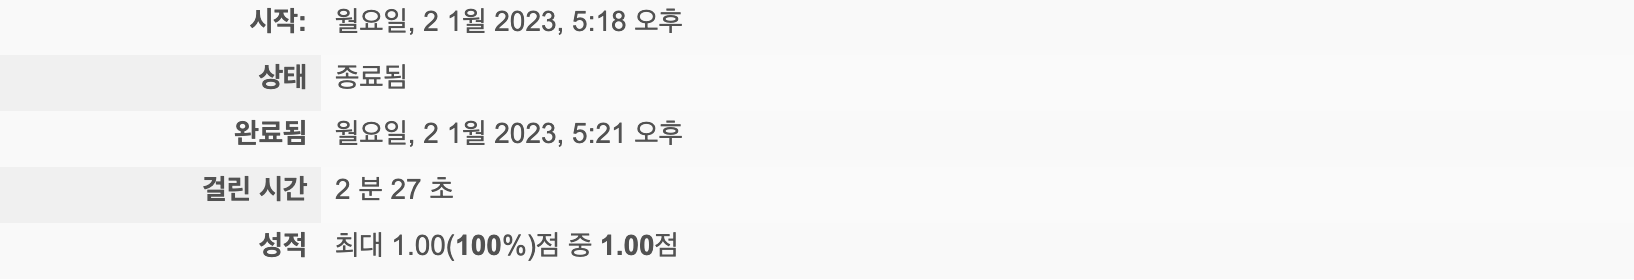 시작: 월요일, 2 1월 2023, 5:18 오후
상태 종료됨
완료됨 월요일, 2 1월 2023, 5:21 오후
걸린 시간 2 분 27 초
성적 최대 1.00(100%)점 중 1.00점